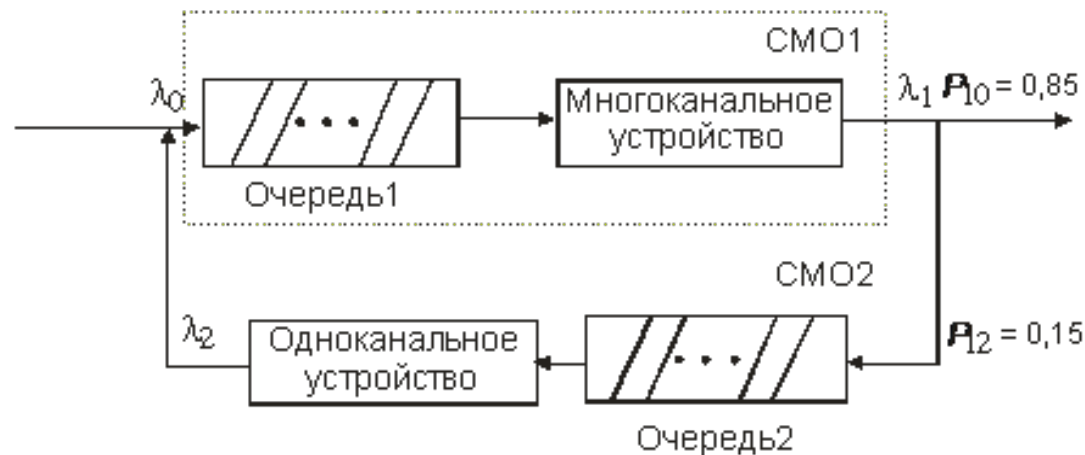 СМО1
λ0
Многоканальное
устройство
λ1 P10 = 0,85
Очередь1
СМО2
λ2
Одноканальное
устройство
P12 = 0,15
Очередь2